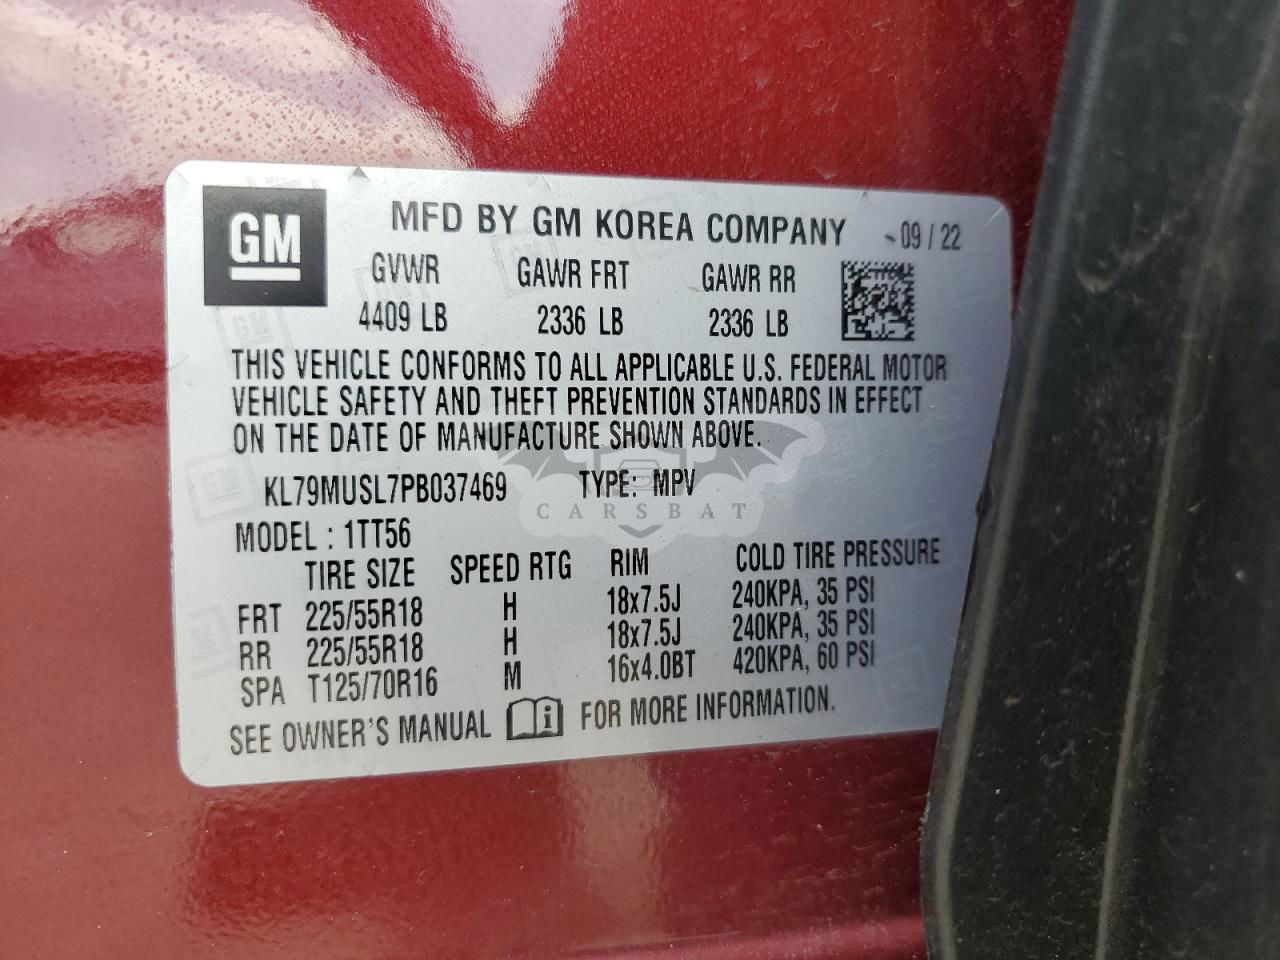 GM
MFD BY GM KOREA COMPANY 09 / 22
GVWR GAWR FRT GAWR RR
4409 LB 2336 LB 2336 LB
THIS VEHICLE CONFORMS TO ALL APPLICABLE U.S. FEDERAL MOTOR
VEHICLE SAFETY AND THEFT PREVENTION STANDARDS IN EFFECT
ON THE DATE OF MANUFACTURE SHOWN ABOVE.
KL79MUSL7PB037469 TYPE: MPV
CARSBAT
MODEL : 1TT56
TIRE SIZE SPEED RTG RIM COLD TIRE PRESSURE
FRT 225/55R18 H 18x7.5J 240KPA, 35 PSI
RR 225/55R18 H 18x7.5J 240KPA, 35 PSI
SPA T125/70R16 M 16x4.0BT 420KPA, 60 PSI
SEE OWNER'S MANUAL i FOR MORE INFORMATION.